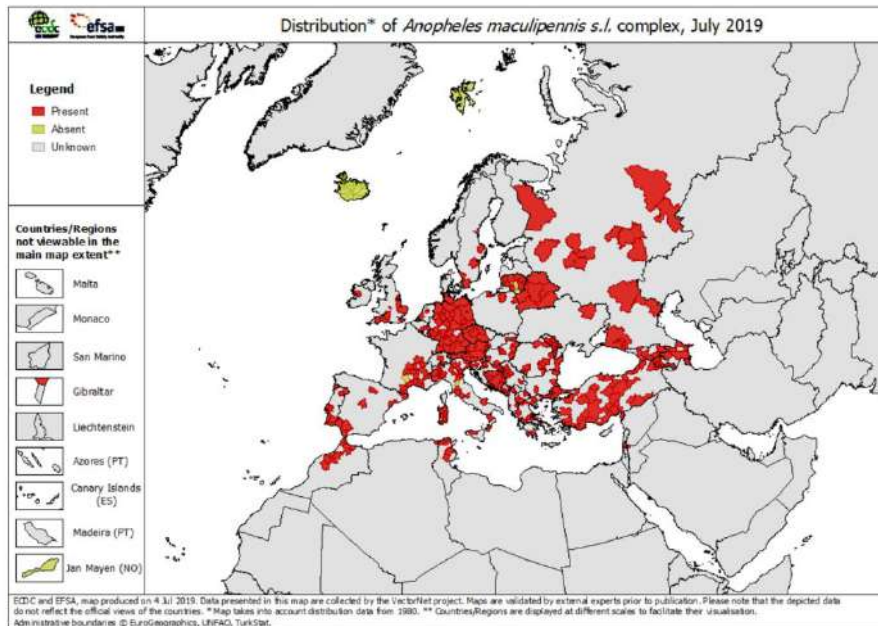 ecdc
efsa
European Food Safety Authority
Distribution* of Anopheles maculipennis s.l. complex, July 2019
Legend
Present
Absent
Unknown
Countries/Regions
not viewable in the
main map extent**
Malta
Monaco
San Marino
Gibraltar
Liechtenstein
Azores (PT)
Canary Islands
(ES)
Madeira (PT)
Jan Mayen (NO)
ECDC and EFSA, map produced on 4 Jul 2019. Data presented in this map are collected by the VectorNet project. Maps are validated by external experts prior to publication. Please note that the depicted data
do not reflect the official views of the countries. * Map takes into account distribution data from 1980. ** Countries/Regions are displayed at different scales to facilitate their visualisation.
Administrative boundaries © EuroGeographics, UNFAO, TurkStat.